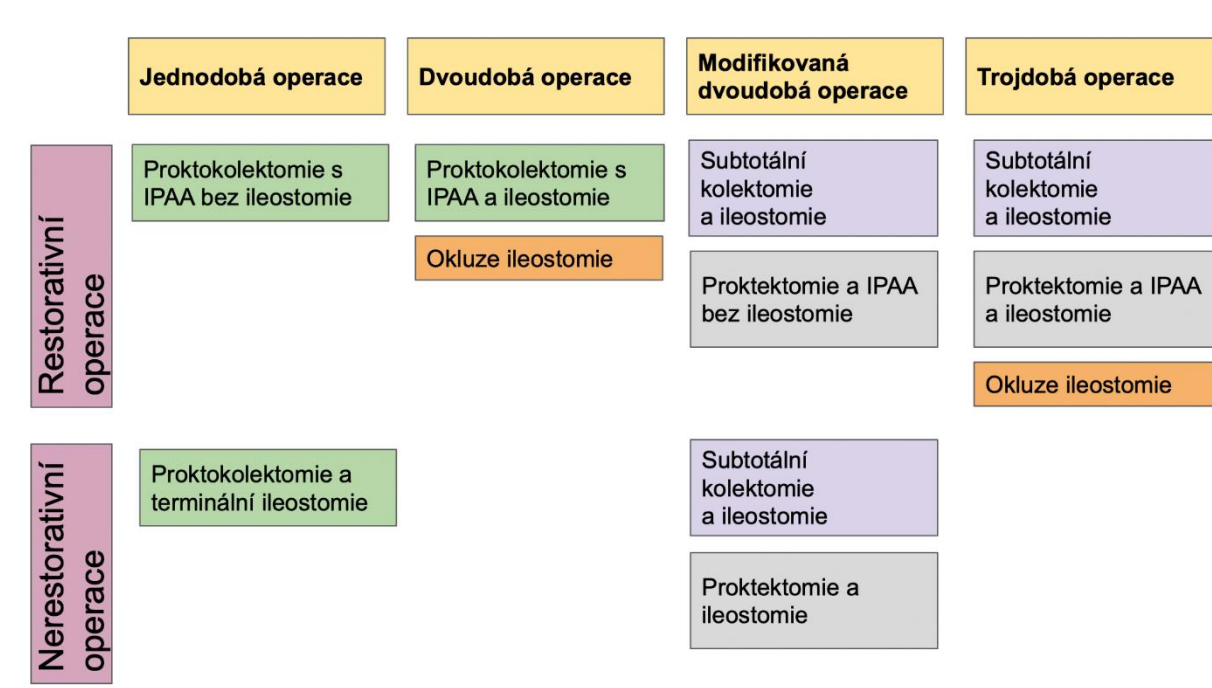 Jednodobá operace
Dvoudobá operace
Modifikovaná
dvoudobá operace
Trojdobá operace
Restorativní
operace
Proktokolektomie s
IPAA bez ileostomie
Proktokolektomie s
IPAA a ileostomie
Okluze ileostomie
Subtotální
kolektomie
a ileostomie
Proktektomie a IPAA
bez ileostomie
Subtotální
kolektomie
a ileostomie
Proktektomie a IPAA
a ileostomie
Okluze ileostomie
Nerestorativní
operace
Proktokolektomie a
terminální ileostomie
Subtotální
kolektomie
a ileostomie
Proktektomie a
ileostomie